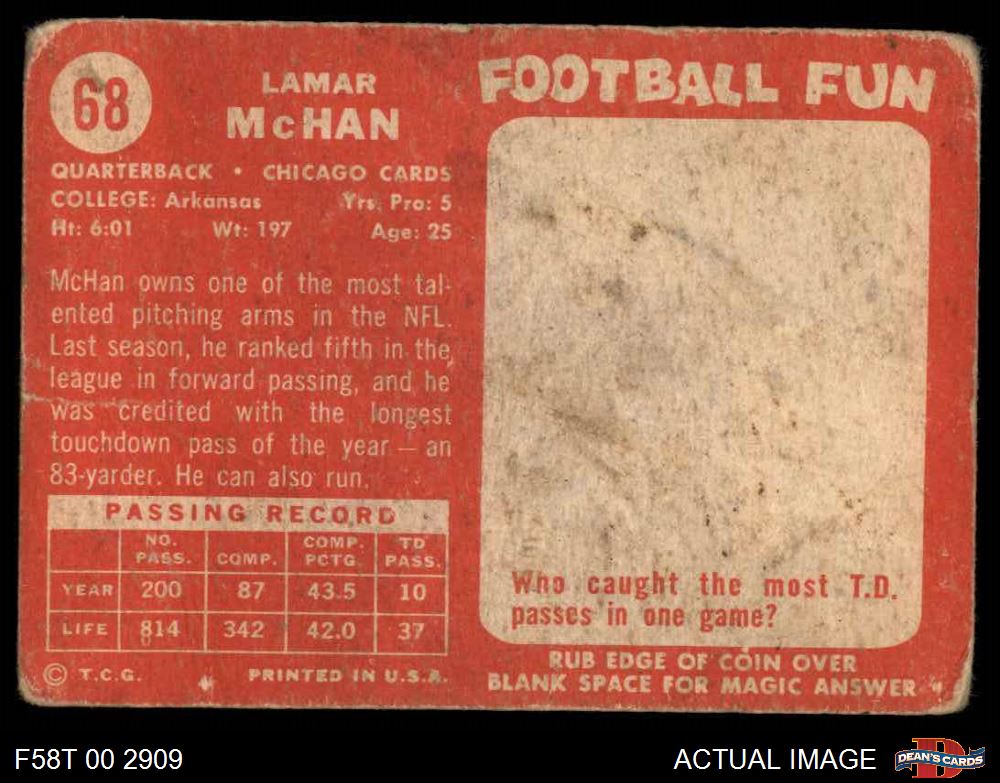 68
LAMAR
McHAN
QUARTERBACK • CHICAGO CARDS
COLLEGE: Arkansas Yrs. Pro: 5
Ht: 6:01 Wt: 197 Age: 25
McHan owns one of the most tal-
ented pitching arms in the NFL.
Last season, he ranked fifth in the
league in forward passing, and he
was credited with the longest
touchdown pass of the year — an
83-yarder. He can also run.
PASSING RECORD
NO. PASS. COMP. COMP. PCTG. TD PASS.
YEAR 200 87 43.5 10
LIFE 814 342 42.0 37
© T.C.G. PRINTED IN U.S.A.
FOOTBALL FUN
Who caught the most T.D.
passes in one game?
RUB EDGE OF COIN OVER
BLANK SPACE FOR MAGIC ANSWER
F58T 00 2909
ACTUAL IMAGE
DEAN'S CARDS